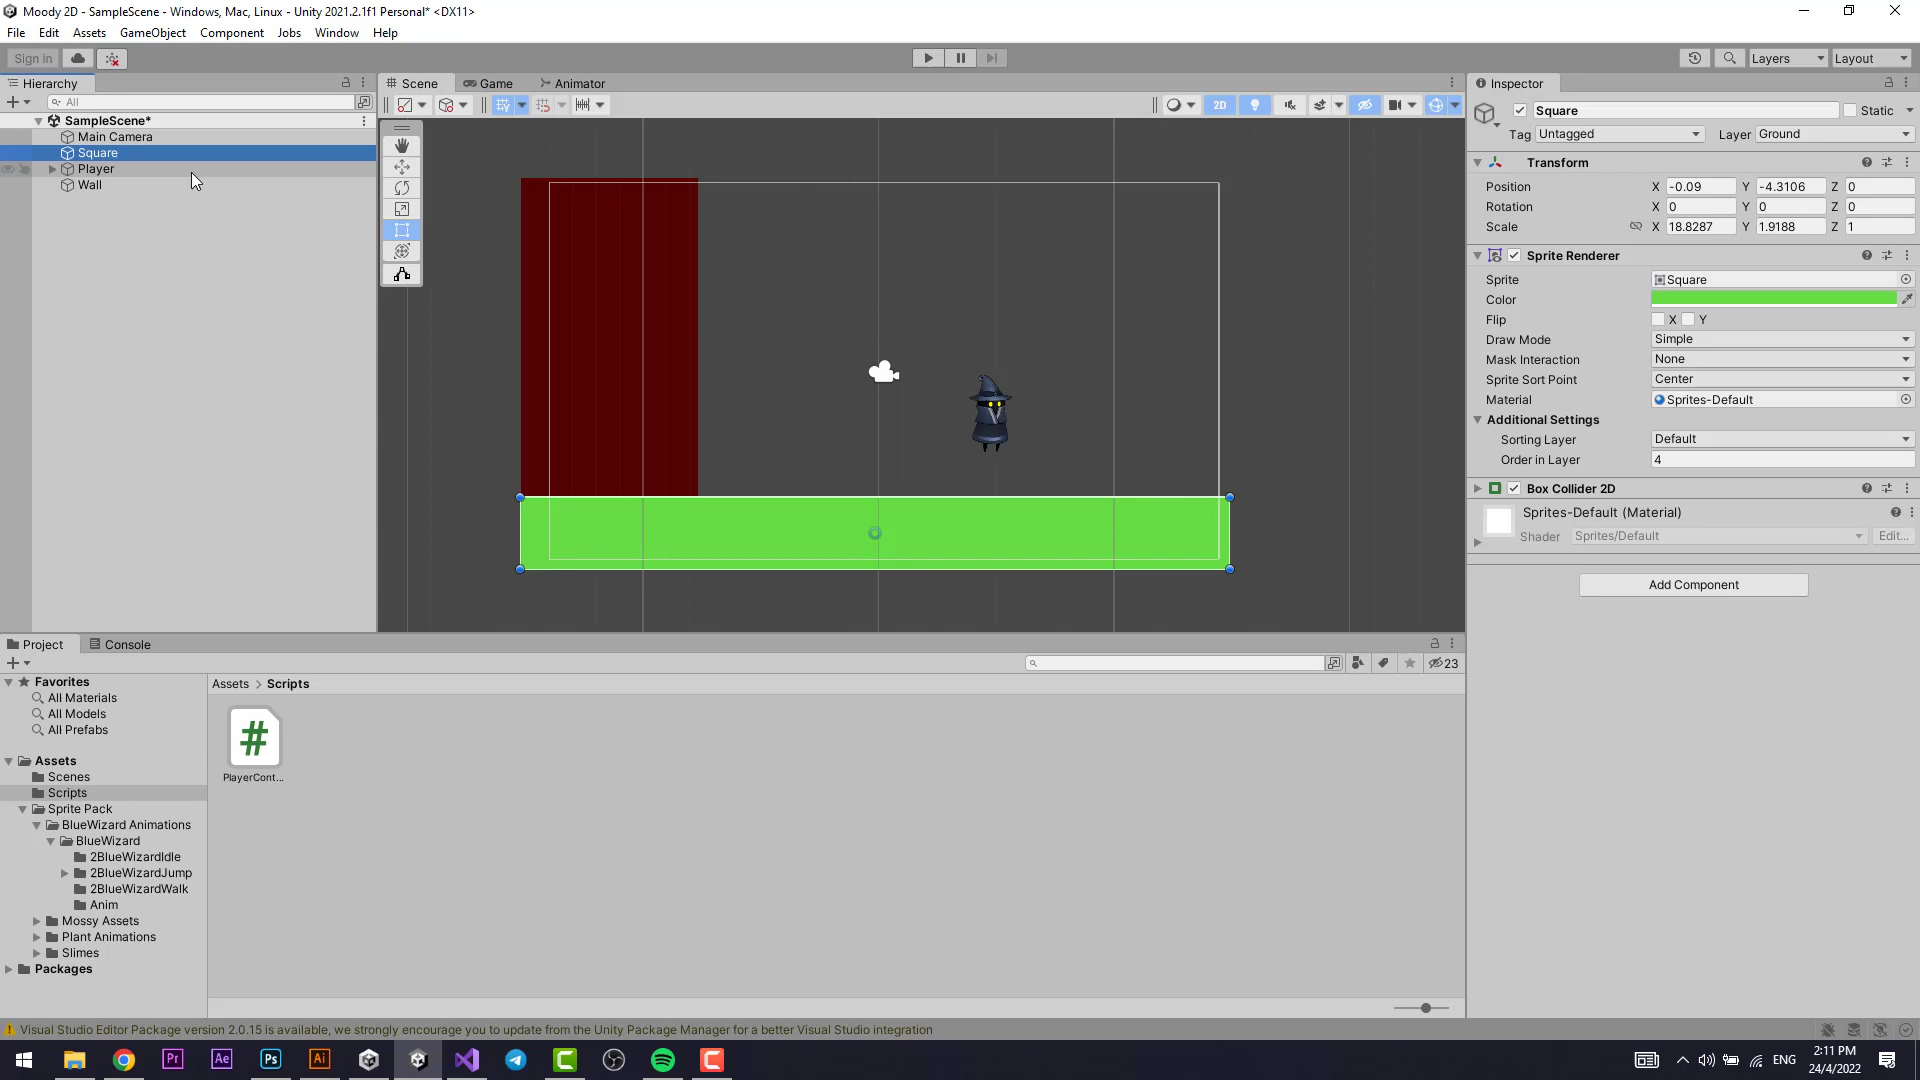 Moody 2D - SampleScene - Windows, Mac, Linux - Unity 2021.2.1f1 Personal* <DX11>
File Edit Assets GameObject Component Jobs Window Help
Sign in
Layers
Layout
Hierarchy
All
SampleScene*
Main Camera
Square
Player
Wall
Scene Game Animator
2D
Inspector
Square
Static
Tag Untagged Layer Ground
Transform
Position X -0.09 Y -4.3106 Z 0
Rotation X 0 Y 0 Z 0
Scale X 18.8287 Y 1.9188 Z 1
Sprite Renderer
Sprite Square
Color
Flip X Y
Draw Mode Simple
Mask Interaction None
Sprite Sort Point Center
Material Sprites-Default
Additional Settings
Sorting Layer Default
Order in Layer 4
Box Collider 2D
Sprites-Default (Material)
Shader Sprites/Default Edit...
Add Component
Project Console
23
Favorites
All Materials
All Models
All Prefabs
Assets
Scenes
Scripts
Sprite Pack
BlueWizard Animations
BlueWizard
2BlueWizardIdle
2BlueWizardJump
2BlueWizardWalk
Anim
Mossy Assets
Plant Animations
Slimes
Packages
Assets > Scripts
#
PlayerCont...
Visual Studio Editor Package version 2.0.15 is available, we strongly encourage you to update from the Unity Package Manager for a better Visual Studio integration
Pr Ae Ps Ai
ENG
2:11 PM
24/4/2022